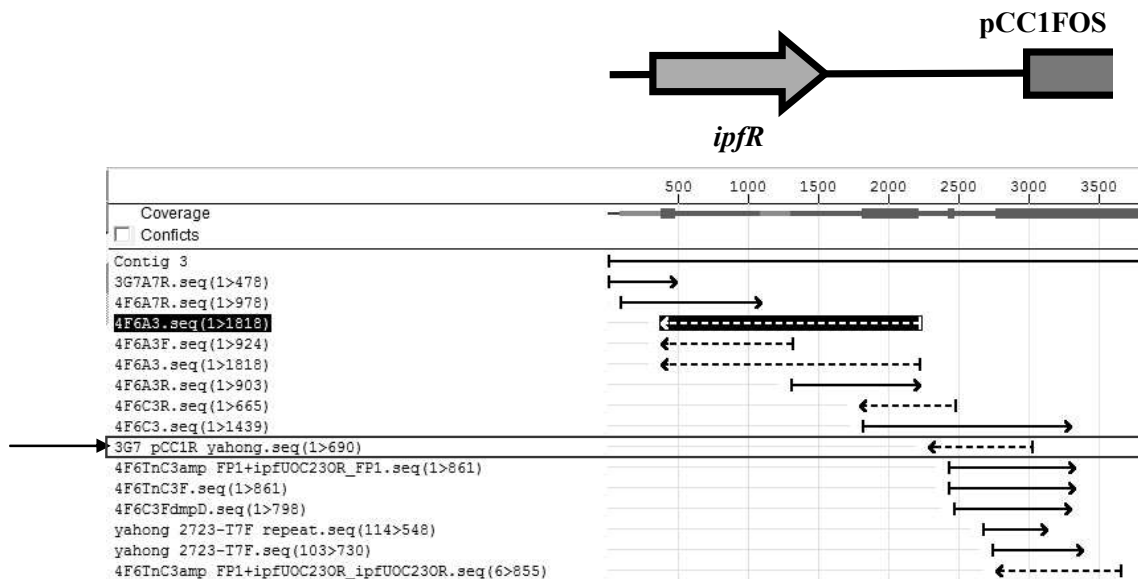 pCC1FOS
ipfR
500 1000 1500 2000 2500 3000 3500
Coverage
Conficts
Contig 3
3G7A7R.seq(1>478)
4F6A7R.seq(1>978)
4F6A3.seq(1>1818)
4F6A3F.seq(1>924)
4F6A3.seq(1>1818)
4F6A3R.seq(1>903)
4F6C3R.seq(1>665)
4F6C3.seq(1>1439)
3G7 pCC1R yahong.seq(1>690)
4F6TnC3amp FP1+ipfUOC23OR_FP1.seq(1>861)
4F6TnC3F.seq(1>861)
4F6C3FdmpD.seq(1>798)
yahong 2723-T7F repeat.seq(114>548)
yahong 2723-T7F.seq(103>730)
4F6TnC3amp FP1+ipfUOC23OR_ipfUOC23OR.seq(6>855)